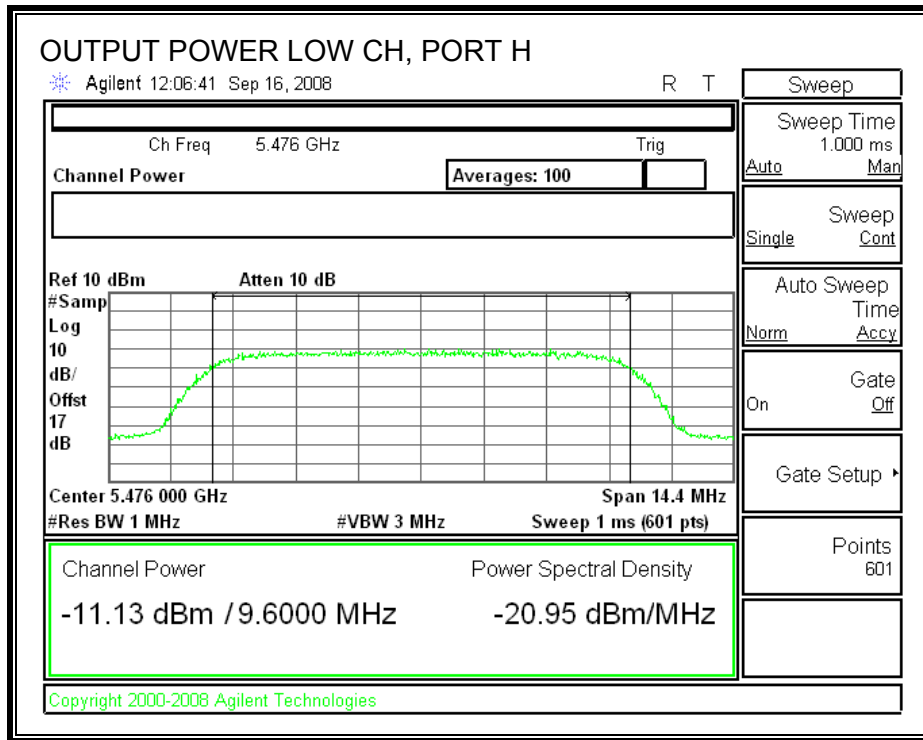 OUTPUT POWER LOW CH, PORT H
Agilent 12:06:41 Sep 16, 2008 R T
Ch Freq 5.476 GHz Trig
Channel Power Averages: 100
Ref 10 dBm Atten 10 dB
#Samp
Log
10
dB/
Offst
17
dB
Center 5.476 000 GHz Span 14.4 MHz
#Res BW 1 MHz #VBW 3 MHz Sweep 1 ms (601 pts)
Channel Power Power Spectral Density
-11.13 dBm / 9.6000 MHz -20.95 dBm/MHz
Copyright 2000-2008 Agilent Technologies
Sweep
Sweep Time
1.000 ms
Auto Man
Sweep
Single Cont
Auto Sweep
Time
Norm Accy
Gate
On Off
Gate Setup
Points
601